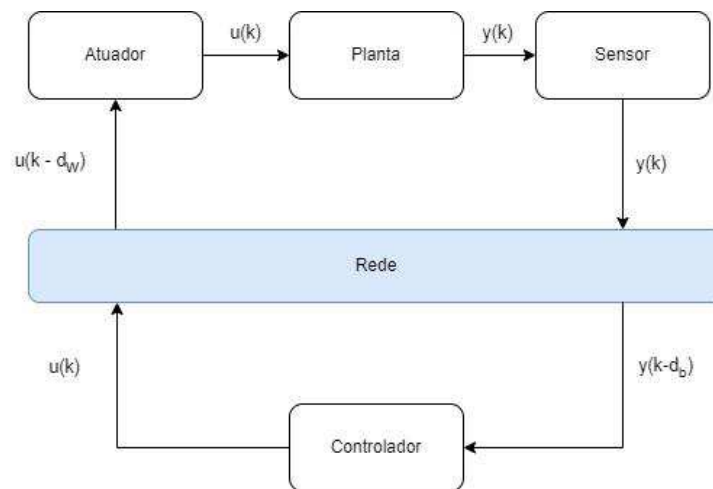 Atuador
u(k)
Planta
y(k)
Sensor
u(k - d_W)
y(k)
Rede
u(k)
y(k-d_b)
Controlador